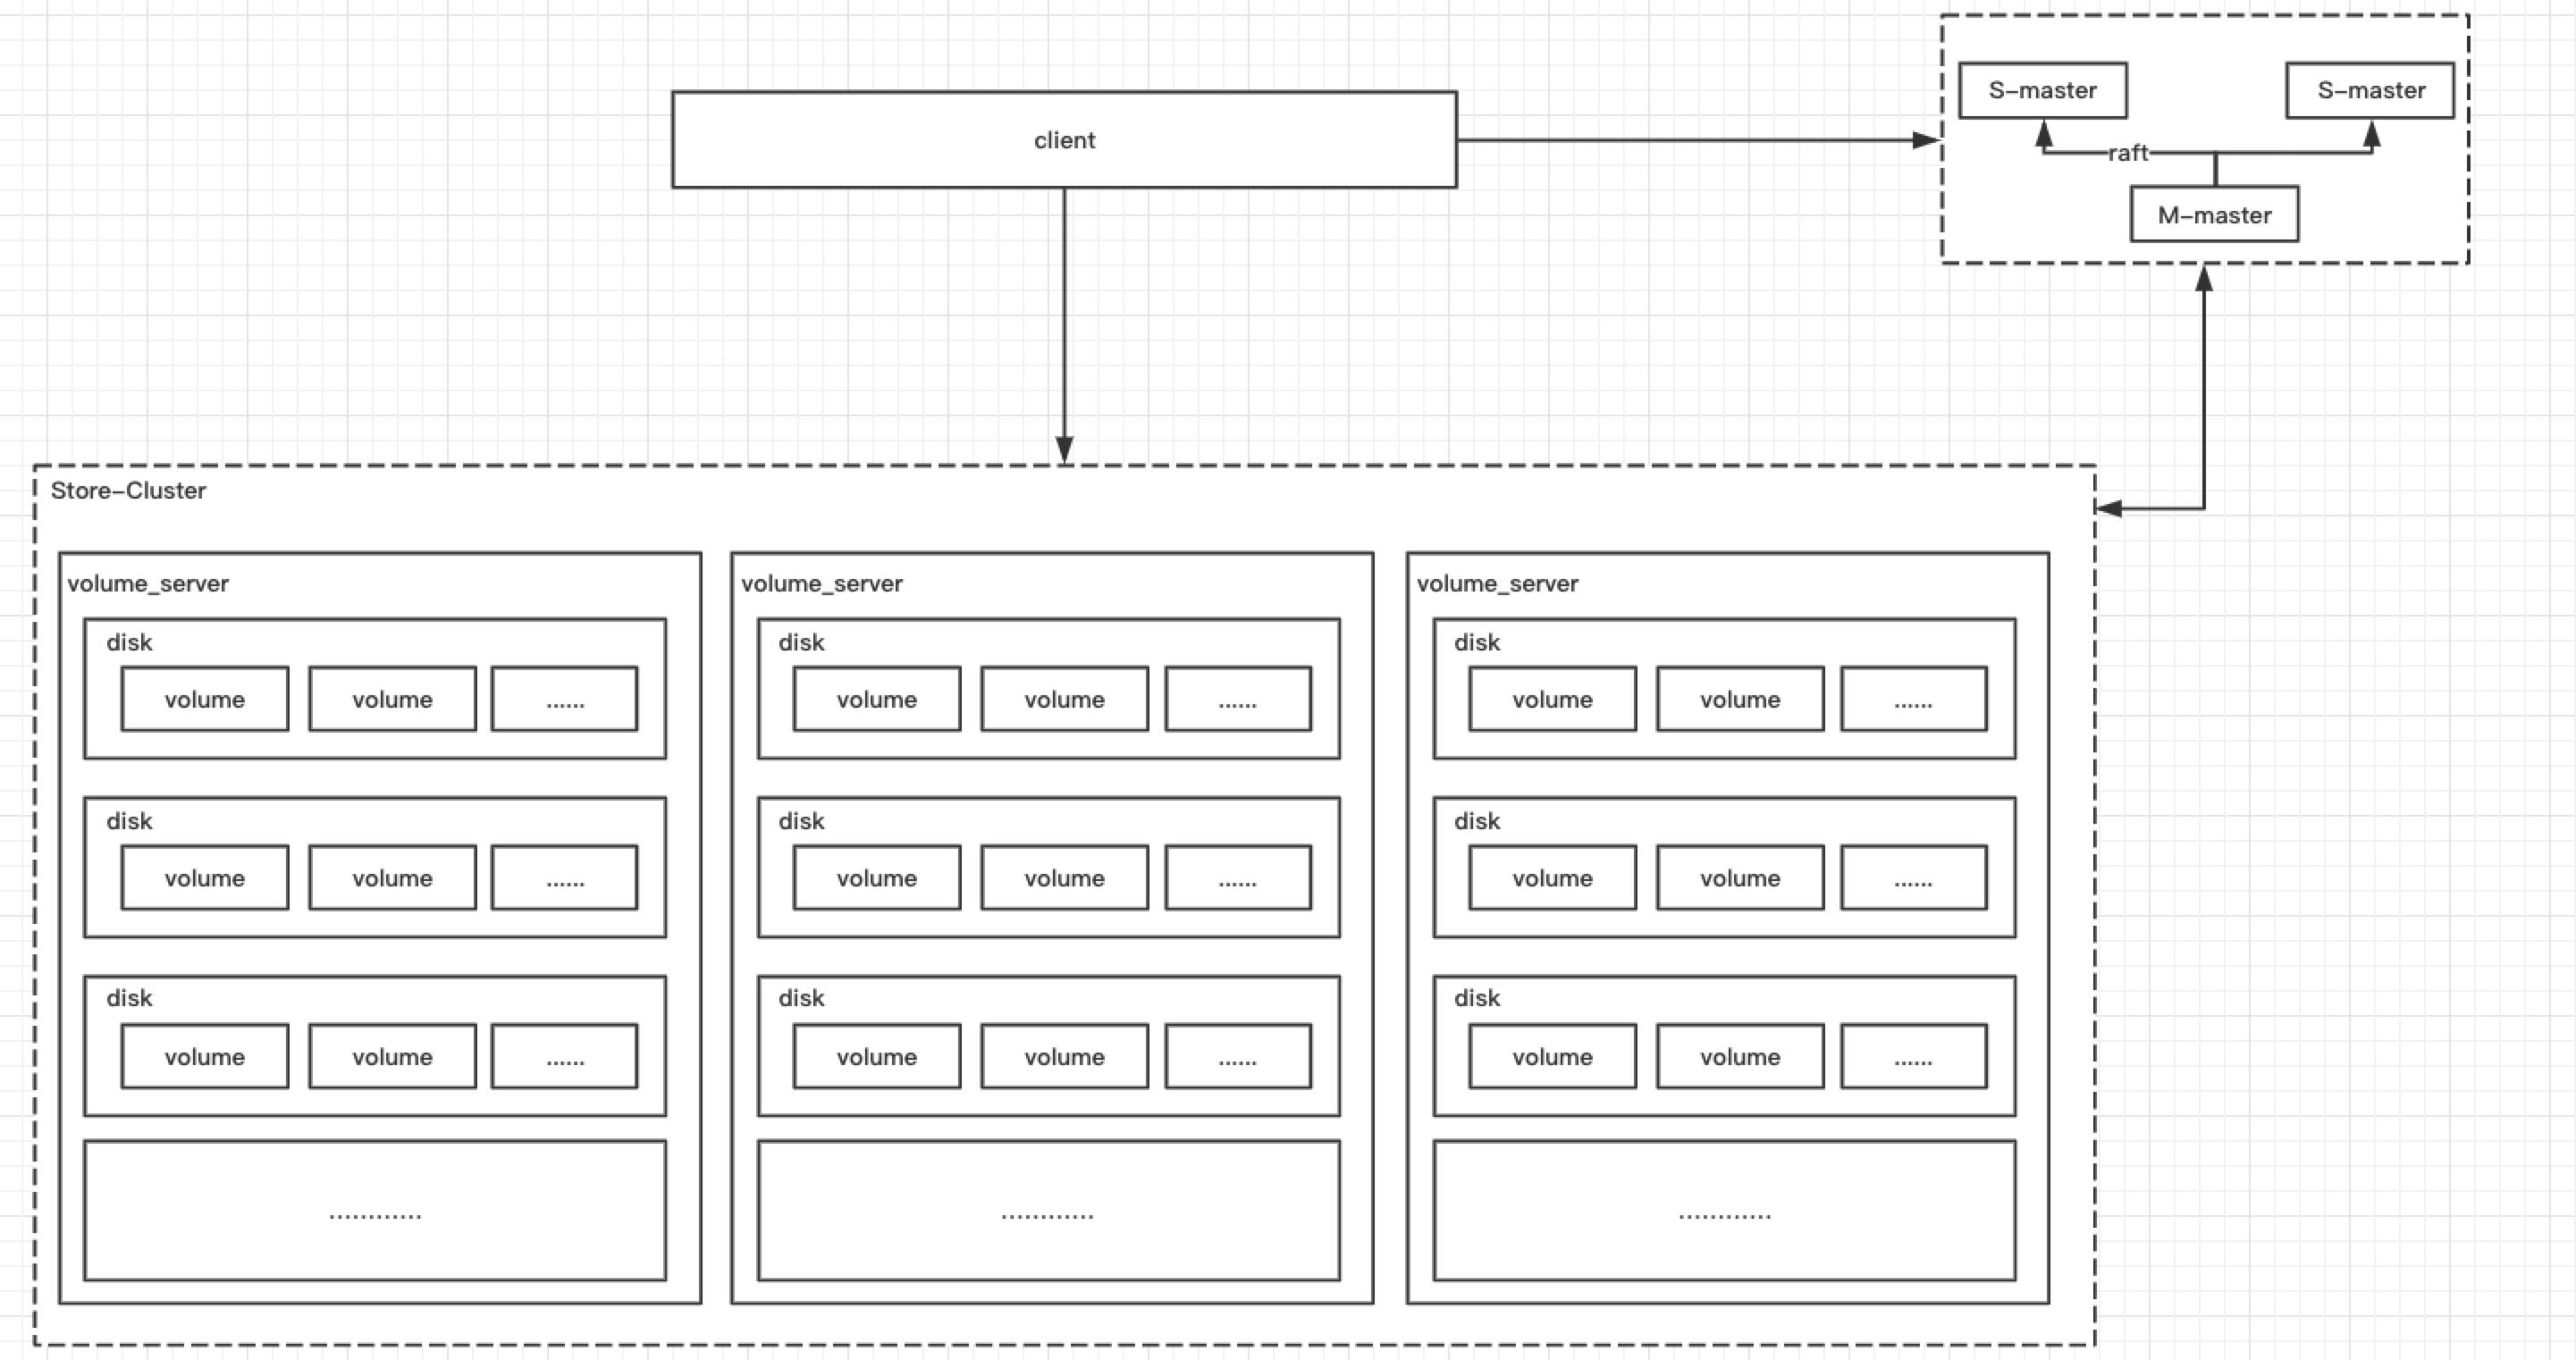 S–master
S–master
client
raft
M–master
Store–Cluster
volume_server
volume_server
volume_server
disk
disk
disk
volume
volume
......
volume
volume
......
volume
volume
......
disk
disk
disk
volume
volume
......
volume
volume
......
volume
volume
......
disk
disk
disk
volume
volume
......
volume
volume
......
volume
volume
......
............
............
............